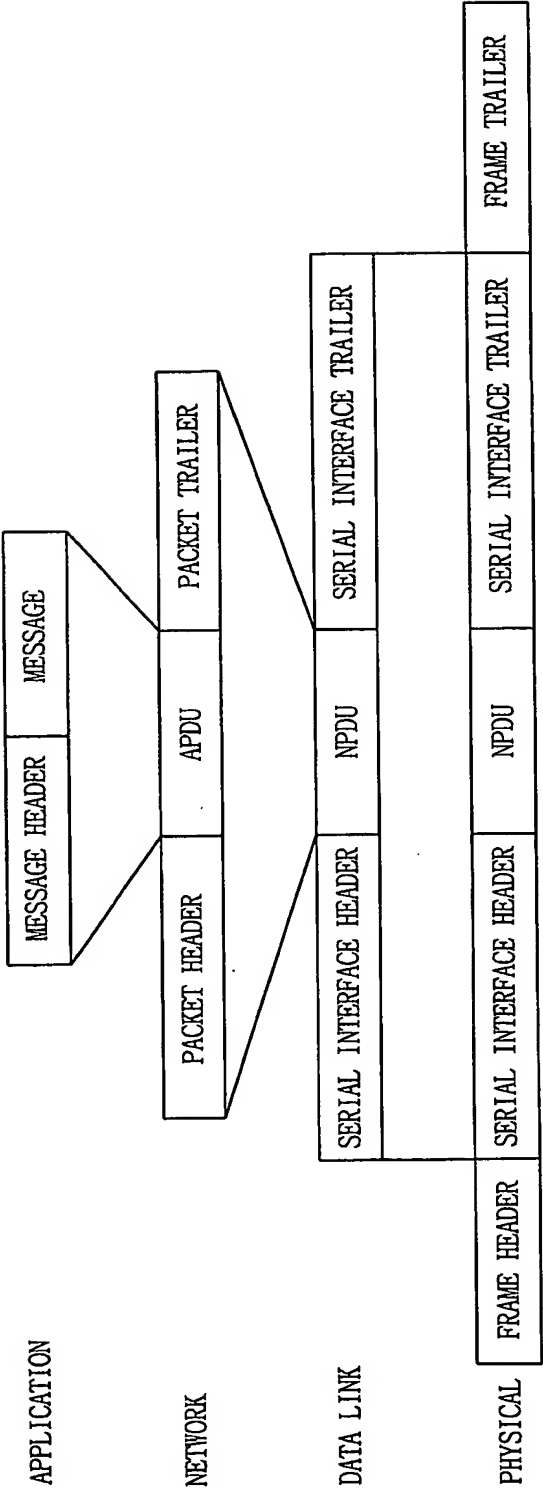 APPLICATION
MESSAGE HEADER
MESSAGE
NETWORK
PACKET HEADER
APDU
PACKET TRAILER
DATA LINK
SERIAL INTERFACE HEADER
NPDU
SERIAL INTERFACE TRAILER
PHYSICAL
FRAME HEADER
SERIAL INTERFACE HEADER
NPDU
SERIAL INTERFACE TRAILER
FRAME TRAILER